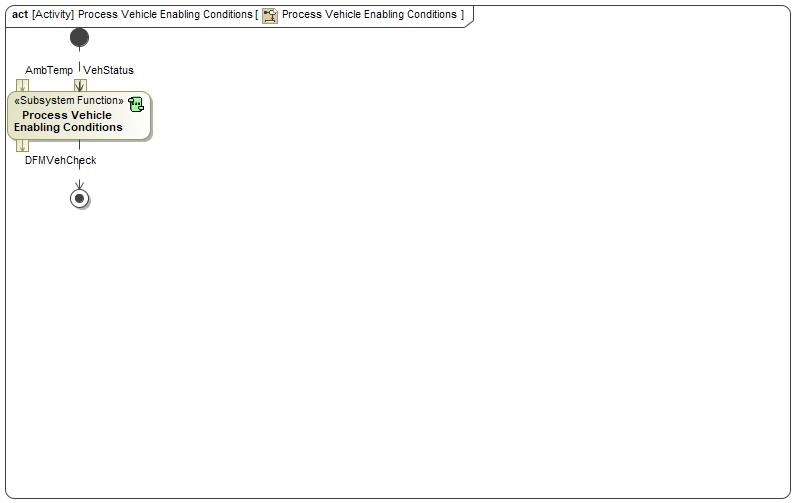 act [Activity] Process Vehicle Enabling Conditions [ Process Vehicle Enabling Conditions ]
AmbTemp VehStatus
«Subsystem Function»
Process Vehicle
Enabling Conditions
DFMVehCheck